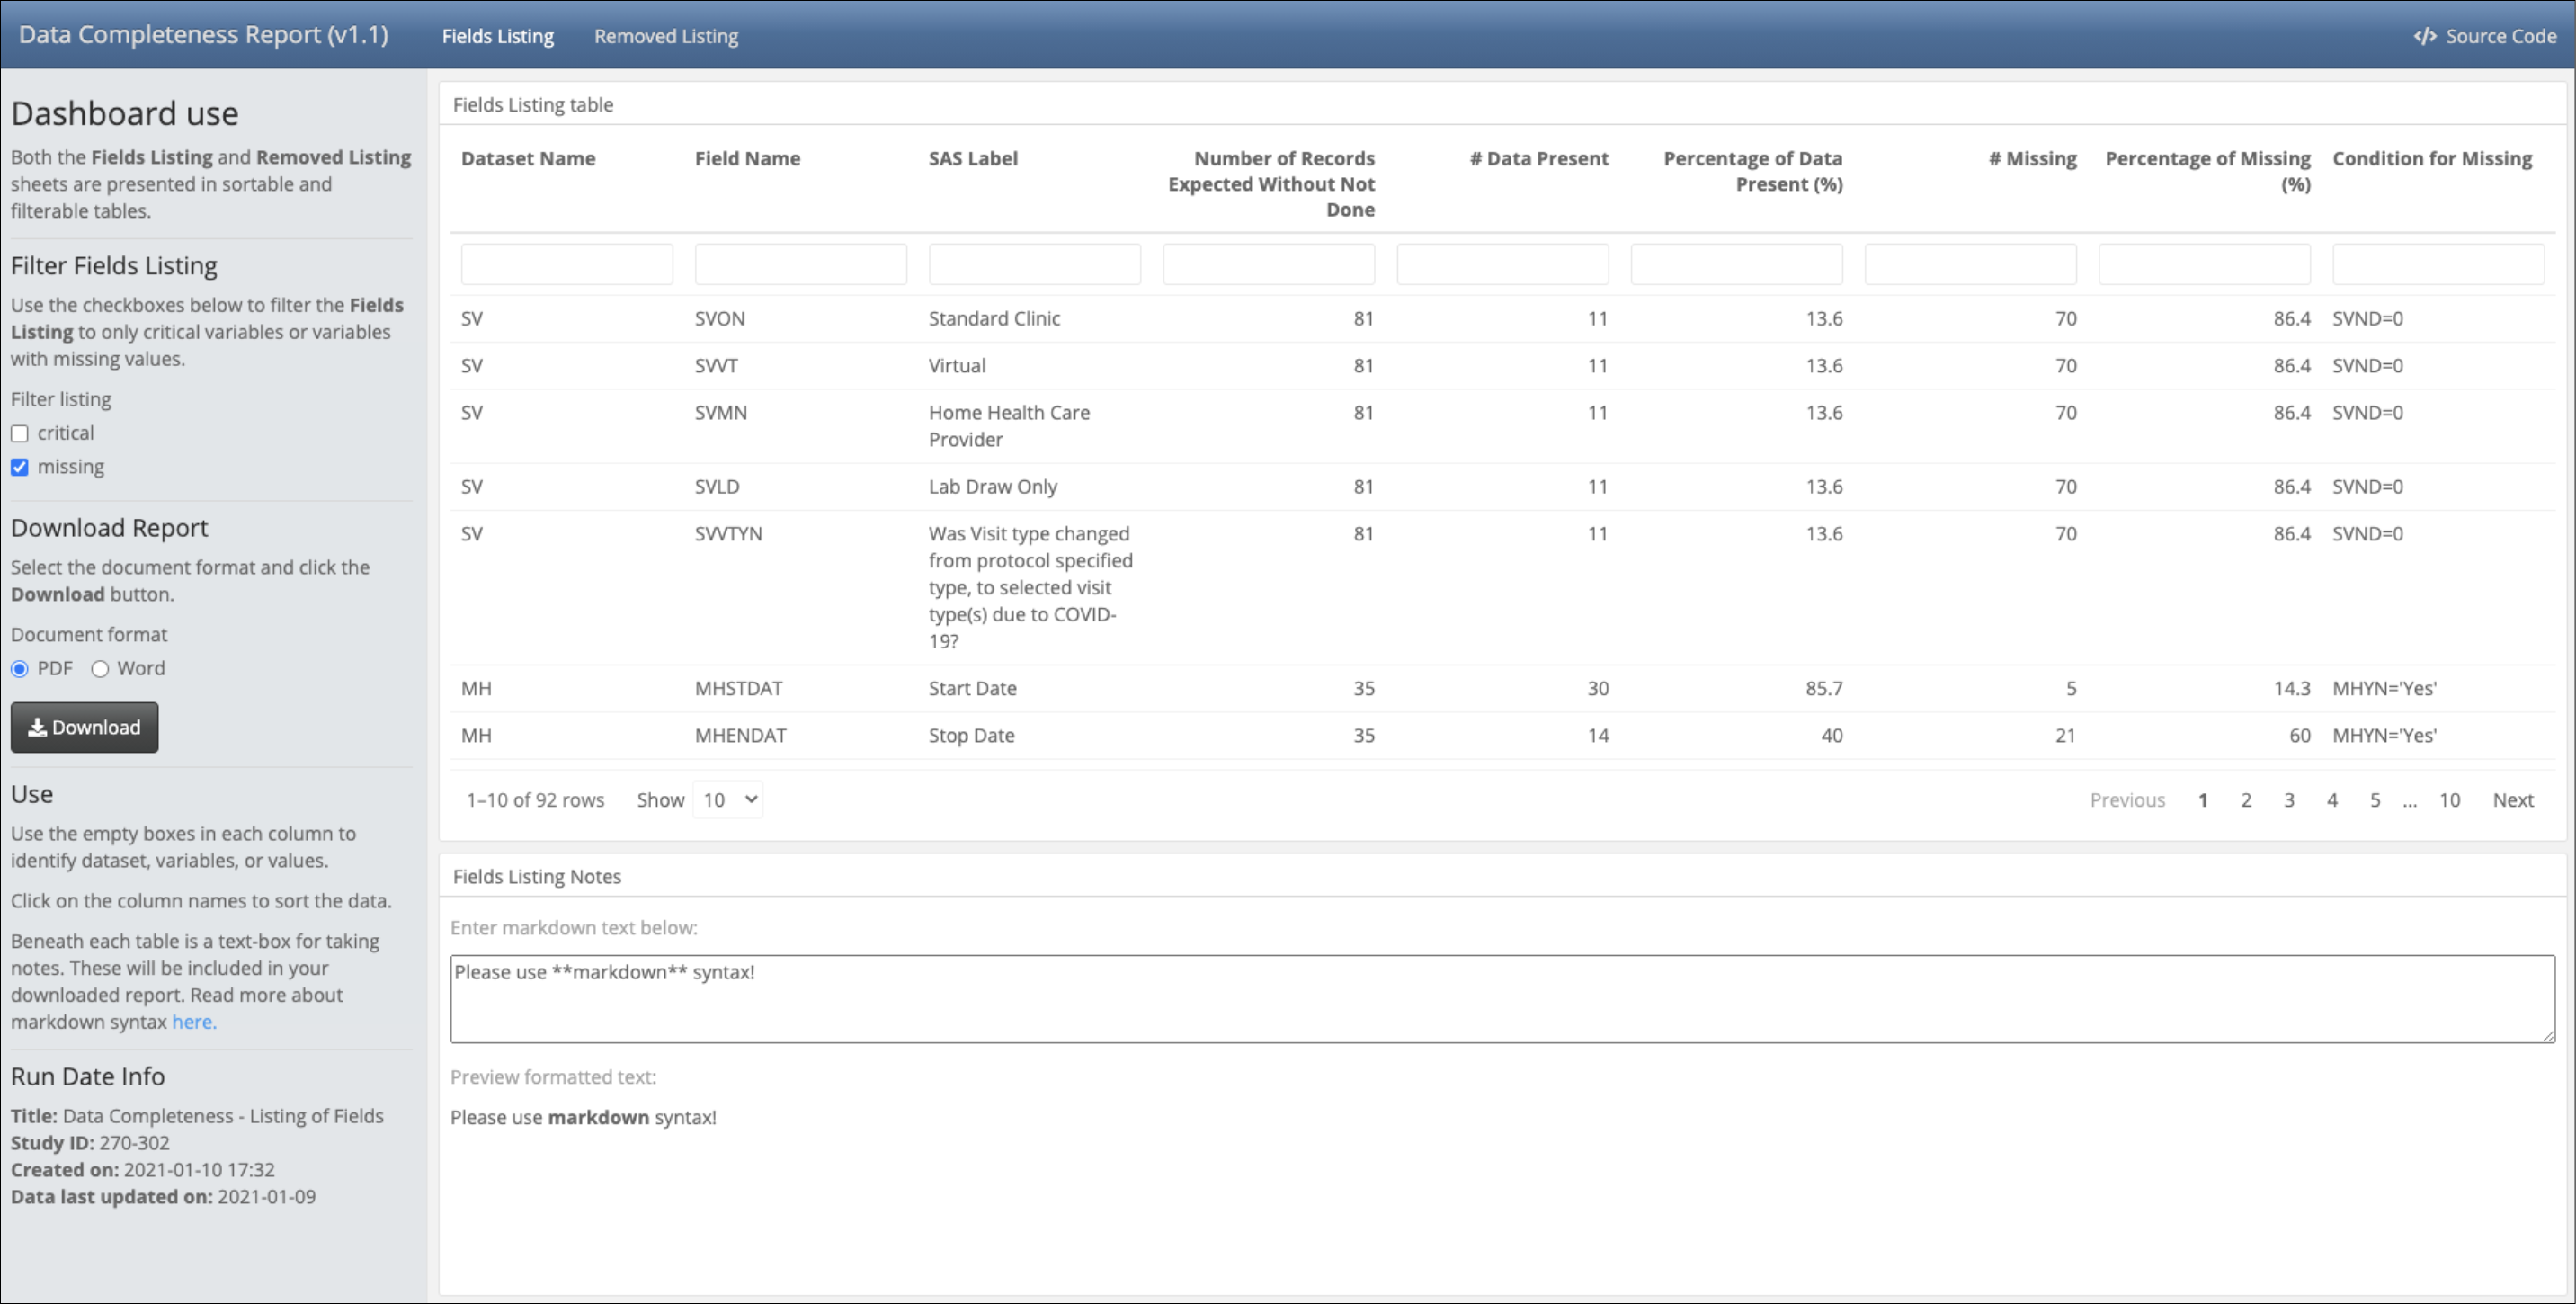 Data Completeness Report (v1.1) Fields Listing Removed Listing </> Source Code
Dashboard use
Both the Fields Listing and Removed Listing
sheets are presented in sortable and
filterable tables.
Filter Fields Listing
Use the checkboxes below to filter the Fields
Listing to only critical variables or variables
with missing values.
Filter listing
critical
missing
Download Report
Select the document format and click the
Download button.
Document format
PDF Word
Download
Use
Use the empty boxes in each column to
identify dataset, variables, or values.
Click on the column names to sort the data.
Beneath each table is a text-box for taking
notes. These will be included in your
downloaded report. Read more about
markdown syntax here.
Run Date Info
Title: Data Completeness - Listing of Fields
Study ID: 270-302
Created on: 2021-01-10 17:32
Data last updated on: 2021-01-09
Fields Listing table
Dataset Name Field Name SAS Label Number of Records # Data Present Percentage of Data # Missing Percentage of Missing Condition for Missing
Expected Without Not Present (%) (%)
Done
SV SVON Standard Clinic 81 11 13.6 70 86.4 SVND=0
SV SVVT Virtual 81 11 13.6 70 86.4 SVND=0
SV SVMN Home Health Care 81 11 13.6 70 86.4 SVND=0
Provider
SV SVLD Lab Draw Only 81 11 13.6 70 86.4 SVND=0
SV SVVTYN Was Visit type changed 81 11 13.6 70 86.4 SVND=0
from protocol specified
type, to selected visit
type(s) due to COVID-
19?
MH MHSTDAT Start Date 35 30 85.7 5 14.3 MHYN='Yes'
MH MHENDAT Stop Date 35 14 40 21 60 MHYN='Yes'
1–10 of 92 rows Show 10 Previous 1 2 3 4 5 ... 10 Next
Fields Listing Notes
Enter markdown text below:
Please use **markdown** syntax!
Preview formatted text:
Please use markdown syntax!